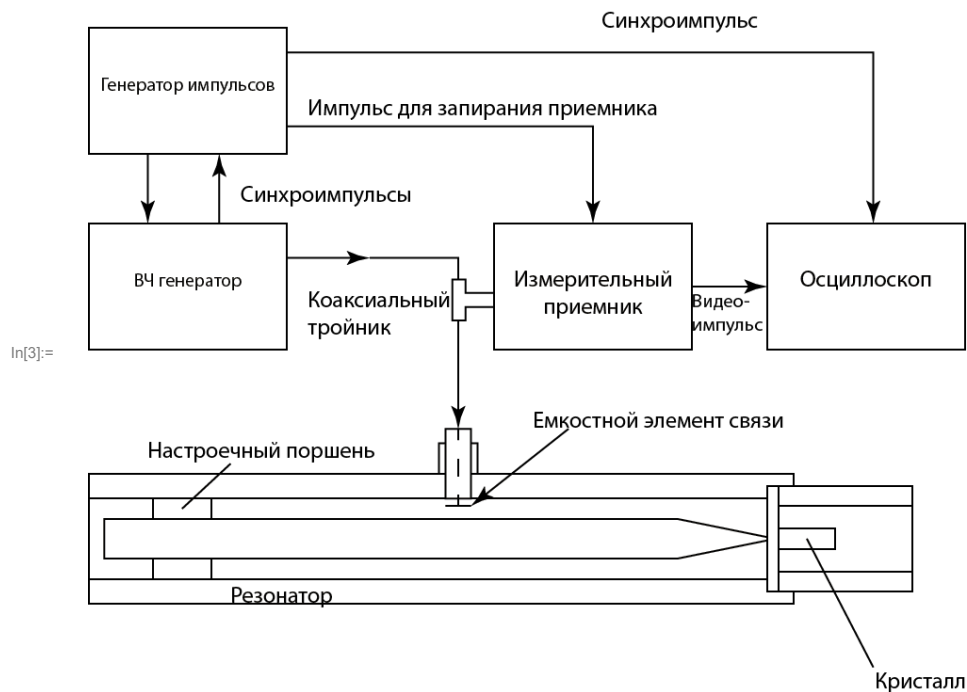 Синхроимпульс
Генератор импульсов
Импульс для запирания приемника
Синхроимпульсы
ВЧ генератор
Коаксиальный
тройник
Измерительный
приемник
Видео-
импульс
Осциллоскоп
In[3]:=
Емкостной элемент связи
Настроечный поршень
Резонатор
Кристалл